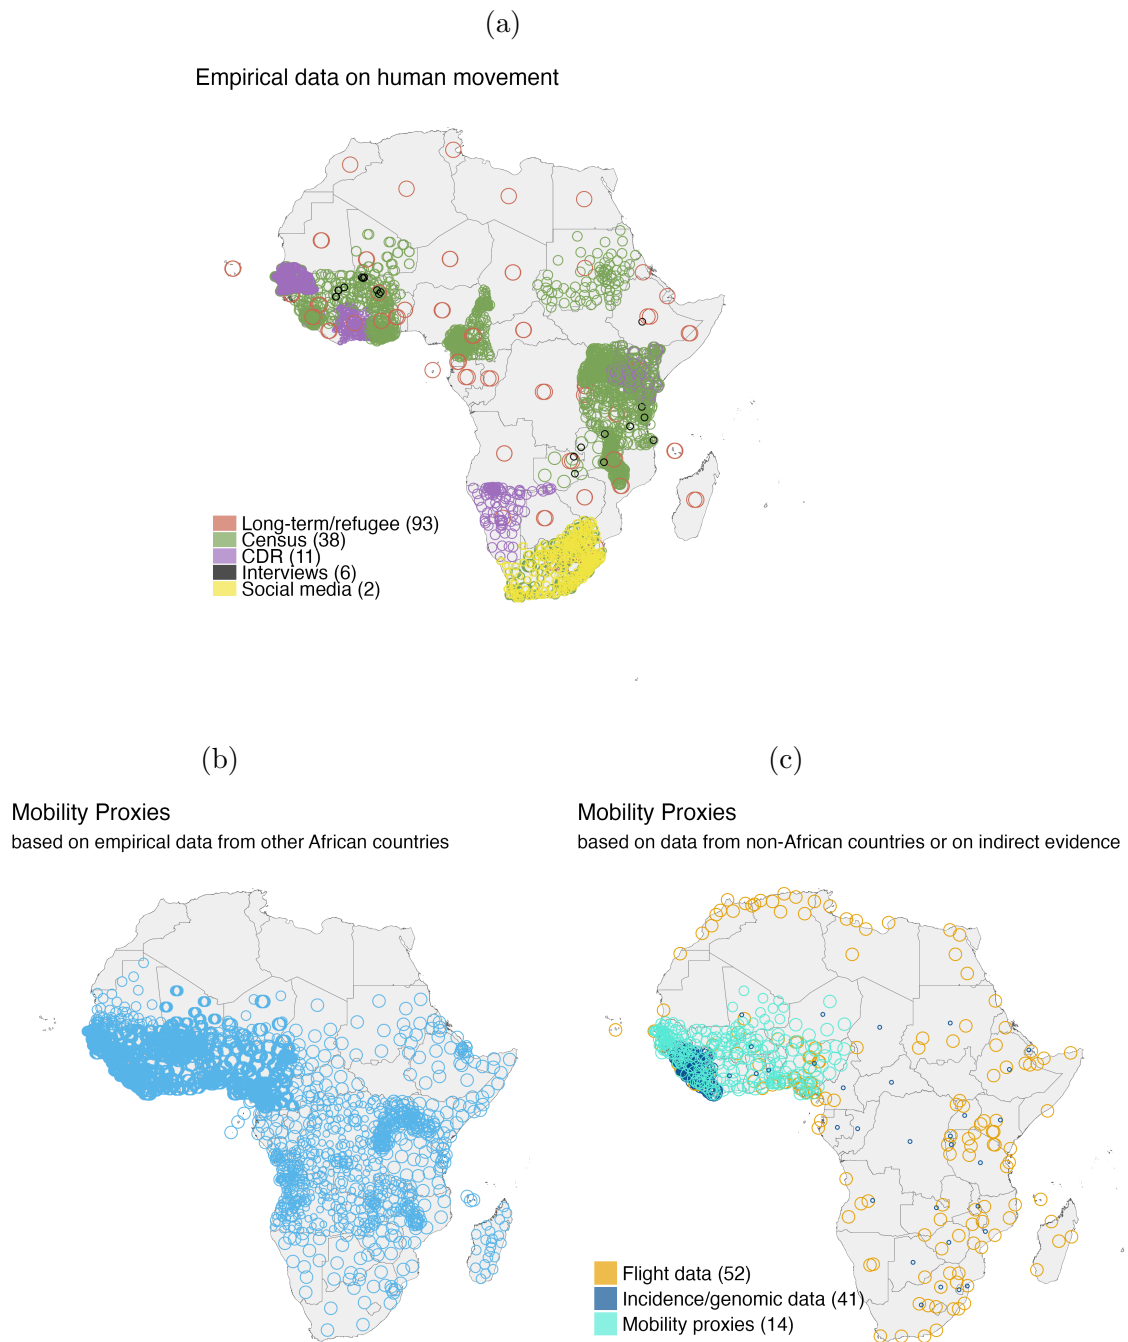 (a)
Empirical data on human movement
Long-term/refugee (93)
Census (38)
CDR (11)
Interviews (6)
Social media (2)
(b)
Mobility Proxies
based on empirical data from other African countries
(c)
Mobility Proxies
based on data from non-African countries or on indirect evidence
Flight data (52)
Incidence/genomic data (41)
Mobility proxies (14)